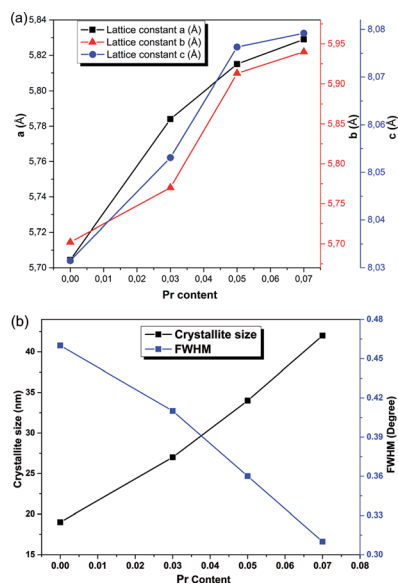 (a)
Lattice constant a (Å)
Lattice constant b (Å)
Lattice constant c (Å)
5,84
5,82
5,80
5,78
5,76
5,74
5,72
5,70
a (Å)
5,95
5,90
5,85
5,80
5,75
5,70
b (Å)
8,08
8,07
8,06
8,05
8,04
8,03
c (Å)
0,00 0,01 0,02 0,03 0,04 0,05 0,06 0,07
Pr content
(b)
Crystallite size
FWHM
40
35
30
25
20
15
Crystallite size (nm)
0.48
0.45
0.42
0.39
0.36
0.33
0.30
FWHM (Degree)
0.00 0.01 0.02 0.03 0.04 0.05 0.06 0.07 0.08
Pr Content